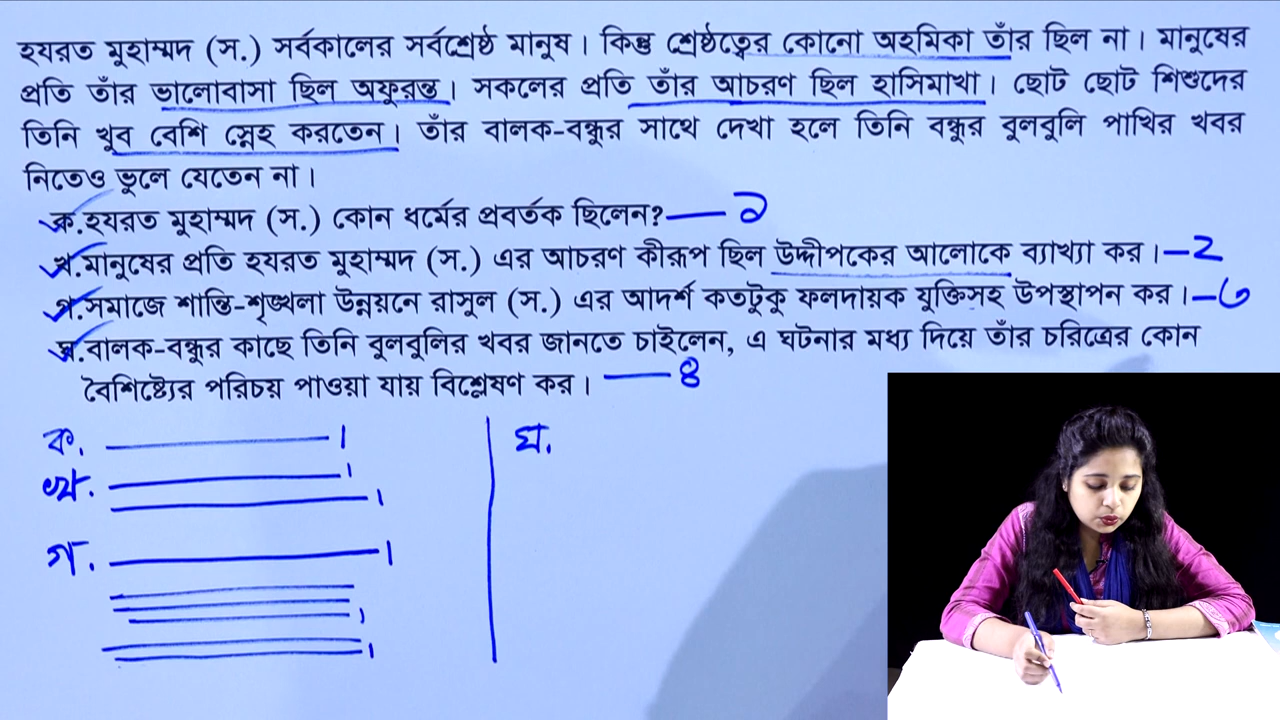 হযরত মুহাম্মদ (স.) সর্বকালের সর্বশ্রেষ্ঠ মানুষ। কিন্তু শ্রেষ্ঠত্বের কোনো অহমিকা তাঁর ছিল না। মানুষের
প্রতি তাঁর ভালোবাসা ছিল অফুরন্ত। সকলের প্রতি তাঁর আচরণ ছিল হাসিমাখা। ছোট ছোট শিশুদের
তিনি খুব বেশি স্নেহ করতেন। তাঁর বালক-বন্ধুর সাথে দেখা হলে তিনি বন্ধুর বুলবুলি পাখির খবর
নিতেও ভুলে যেতেন না।
ক.হযরত মুহাম্মদ (স.) কোন ধর্মের প্রবর্তক ছিলেন?— ১
খ.মানুষের প্রতি হযরত মুহাম্মদ (স.) এর আচরণ কীরূপ ছিল উদ্দীপকের আলোকে ব্যাখ্যা কর।—২
গ.সমাজে শান্তি-শৃঙ্খলা উন্নয়নে রাসুল (স.) এর আদর্শ কতটুকু ফলদায়ক যুক্তিসহ উপস্থাপন কর।—৩
ঘ.বালক-বন্ধুর কাছে তিনি বুলবুলির খবর জানতে চাইলেন, এ ঘটনার মধ্য দিয়ে তাঁর চরিত্রের কোন
বৈশিষ্ট্যের পরিচয় পাওয়া যায় বিশ্লেষণ কর। — ৪
ক. ।
খ. ।
।
গ. ।
।
।
ঘ.